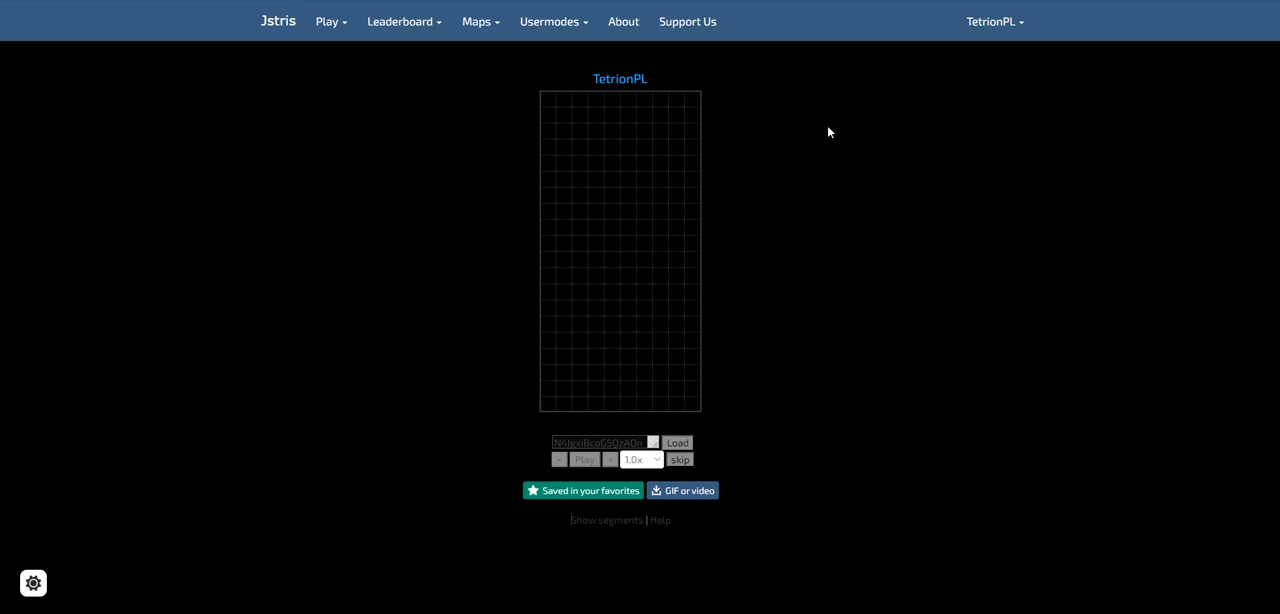 Jstris Play Leaderboard Maps Usermodes About Support Us TetrionPL
TetrionPL
N4IgxiBcoG5QzAOn Load
< Play > 1.0x skip
Saved in your favorites GIF or video
Show segments | Help